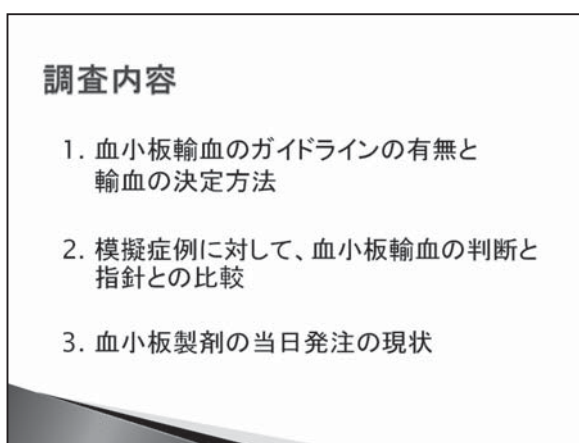 調査内容
1. 血小板輸血のガイドラインの有無と
輸血の決定方法
2. 模擬症例に対して、血小板輸血の判断と
指針との比較
3. 血小板製剤の当日発注の現状